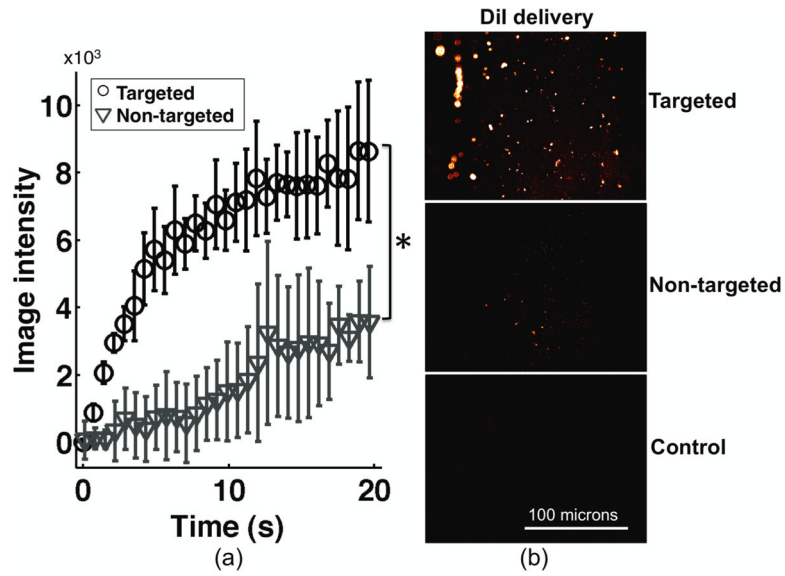 x10³
Image intensity
10
8
6
4
2
0
Targeted
Non-targeted
*
0
10
20
Time (s)
(a)
DiI delivery
Targeted
Non-targeted
Control
100 microns
(b)